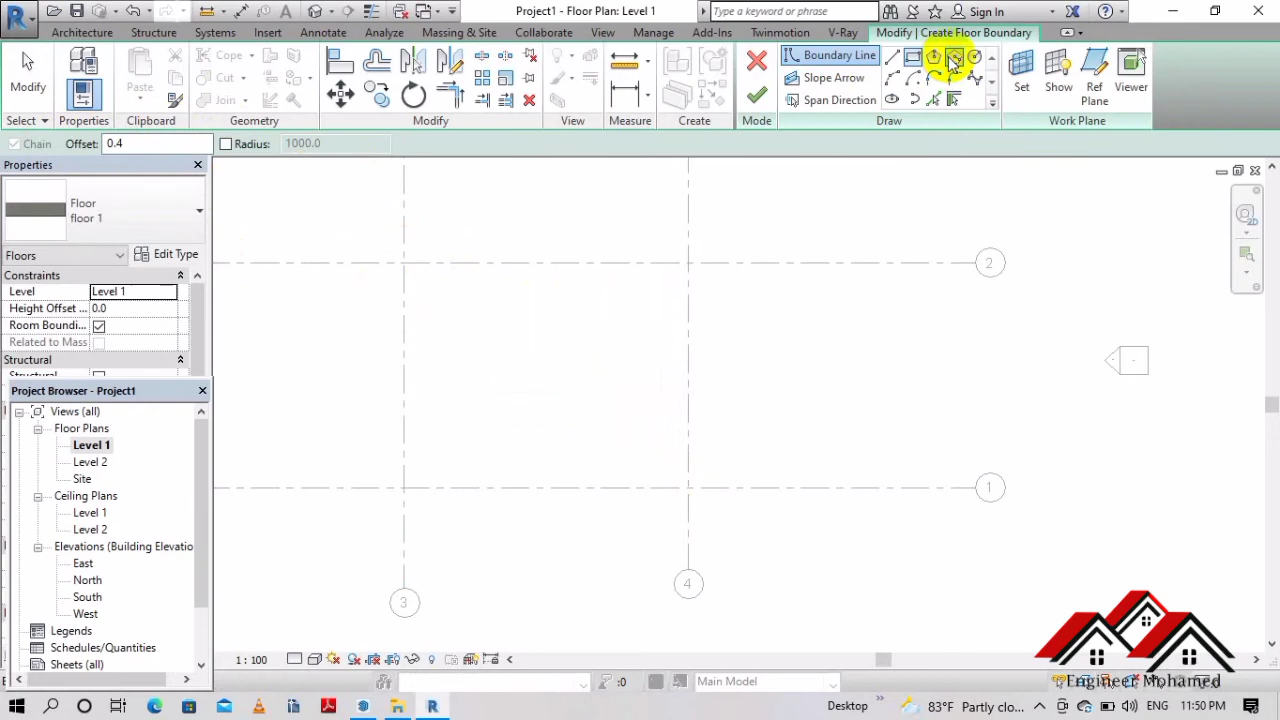 Project1 - Floor Plan: Level 1
Type a keyword or phrase
Sign In
Architecture Structure Systems Insert Annotate Analyze Massing & Site Collaborate View Manage Add-Ins Twinmotion V-Ray Modify | Create Floor Boundary
Modify
Paste
Cope
Cut
Join
Boundary Line
Slope Arrow
Span Direction
Set
Show
Ref
Plane
Viewer
Select Properties Clipboard Geometry Modify View Measure Create Mode Draw Work Plane
Chain Offset: 0.4 Radius: 1000.0
Properties
Floor
floor 1
Floors Edit Type
Constraints
Level Level 1
Height Offset 0.0
Room Boundi...
Related to Mass
Structural
Project Browser - Project1
Views (all)
Floor Plans
Level 1
Level 2
Site
Ceiling Plans
Level 1
Level 2
Elevations (Building Elevatio
East
North
South
West
Legends
Schedules/Quantities
Sheets (all)
2
1
3
4
2D
1 : 100
:0
Main Model
Engineer Mohamed
Desktop
83°F Partly clo...
ENG 11:50 PM